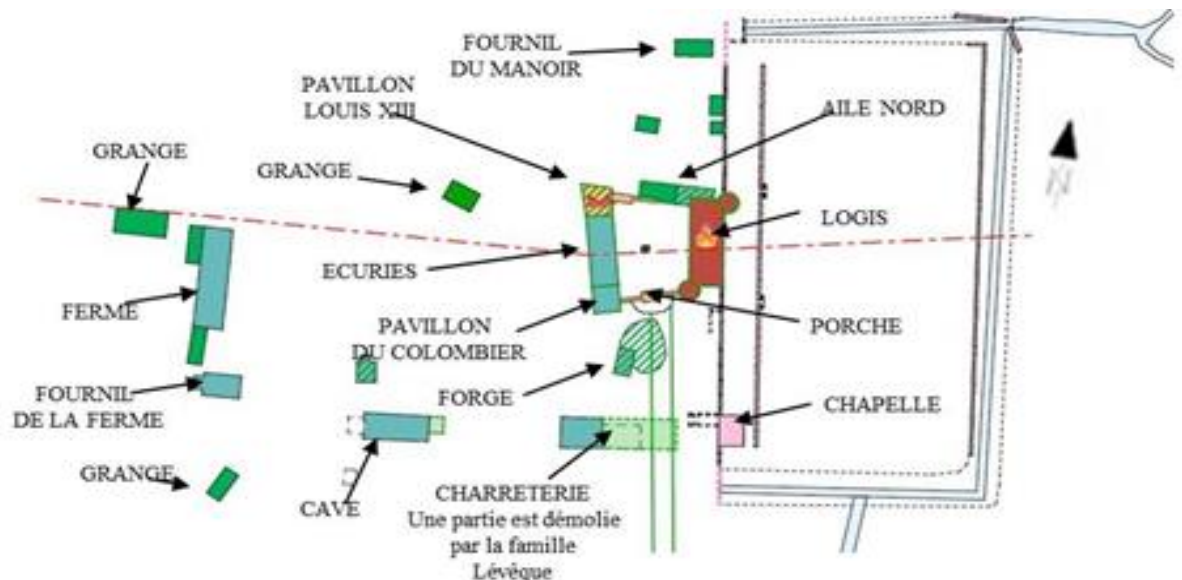 FOURNIL
DU MANOIR
PAVILLON
LOUIS XIII
AILE NORD
GRANGE
GRANGE
LOGIS
ECURIES
FERME
PAVILLON
DU COLOMBIER
PORCHE
FOURNIL
DE LA FERME
FORGE
CHAPELLE
GRANGE
CAVE
CHARRETERIE
Une partie est démolie
par la famille
Lévêque
N